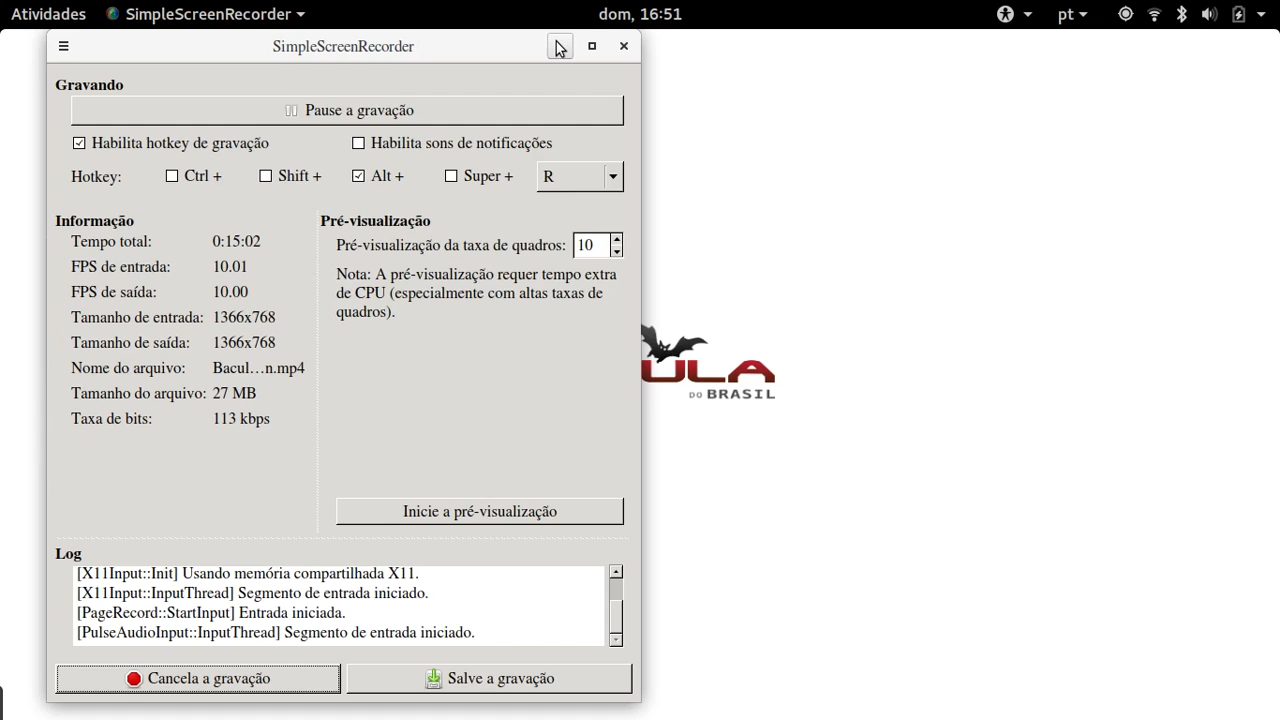 Atividades SimpleScreenRecorder dom, 16:51 pt
SimpleScreenRecorder
Gravando
Pause a gravação
Habilita hotkey de gravação Habilita sons de notificações
Hotkey: Ctrl + Shift + Alt + Super + R
Informação
Tempo total: 0:15:02
FPS de entrada: 10.01
FPS de saída: 10.00
Tamanho de entrada: 1366x768
Tamanho de saída: 1366x768
Nome do arquivo: Bacul…n.mp4
Tamanho do arquivo: 27 MB
Taxa de bits: 113 kbps
Pré-visualização
Pré-visualização da taxa de quadros: 10
Nota: A pré-visualização requer tempo extra
de CPU (especialmente com altas taxas de
quadros).
Inicie a pré-visualização
ULA
DO BRASIL
Log
[X11Input::Init] Usando memória compartilhada X11.
[X11Input::InputThread] Segmento de entrada iniciado.
[PageRecord::StartInput] Entrada iniciada.
[PulseAudioInput::InputThread] Segmento de entrada iniciado.
Cancela a gravação Salve a gravação